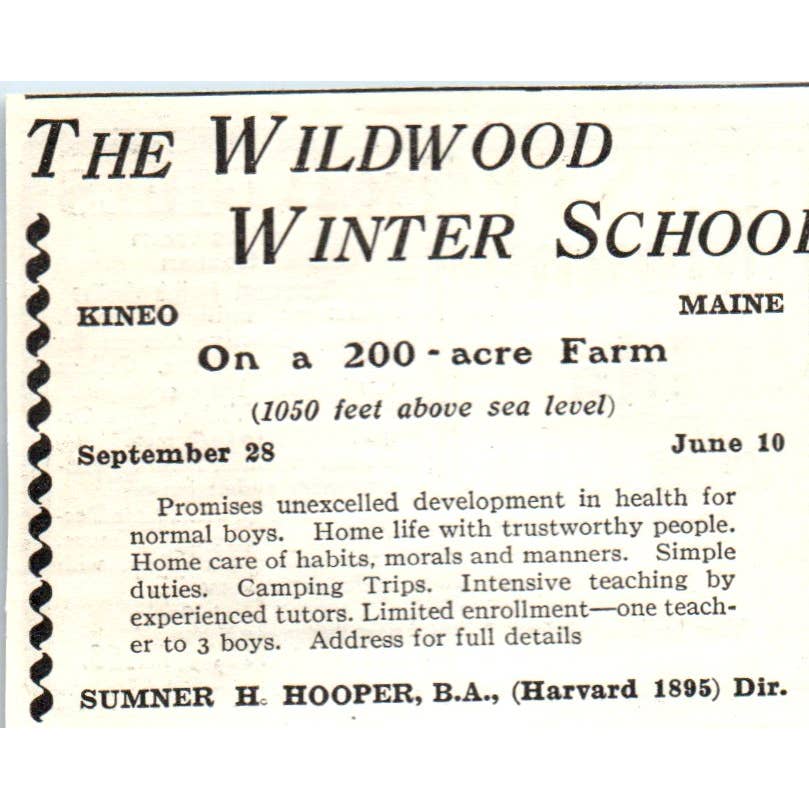 THE WILDWOOD
WINTER SCHOOL
KINEO MAINE
On a 200-acre Farm
(1050 feet above sea level)
September 28 June 10
Promises unexcelled development in health for
normal boys. Home life with trustworthy people.
Home care of habits, morals and manners. Simple
duties. Camping Trips. Intensive teaching by
experienced tutors. Limited enrollment—one teach-
er to 3 boys. Address for full details
SUMNER H. HOOPER, B.A., (Harvard 1895) Dir.